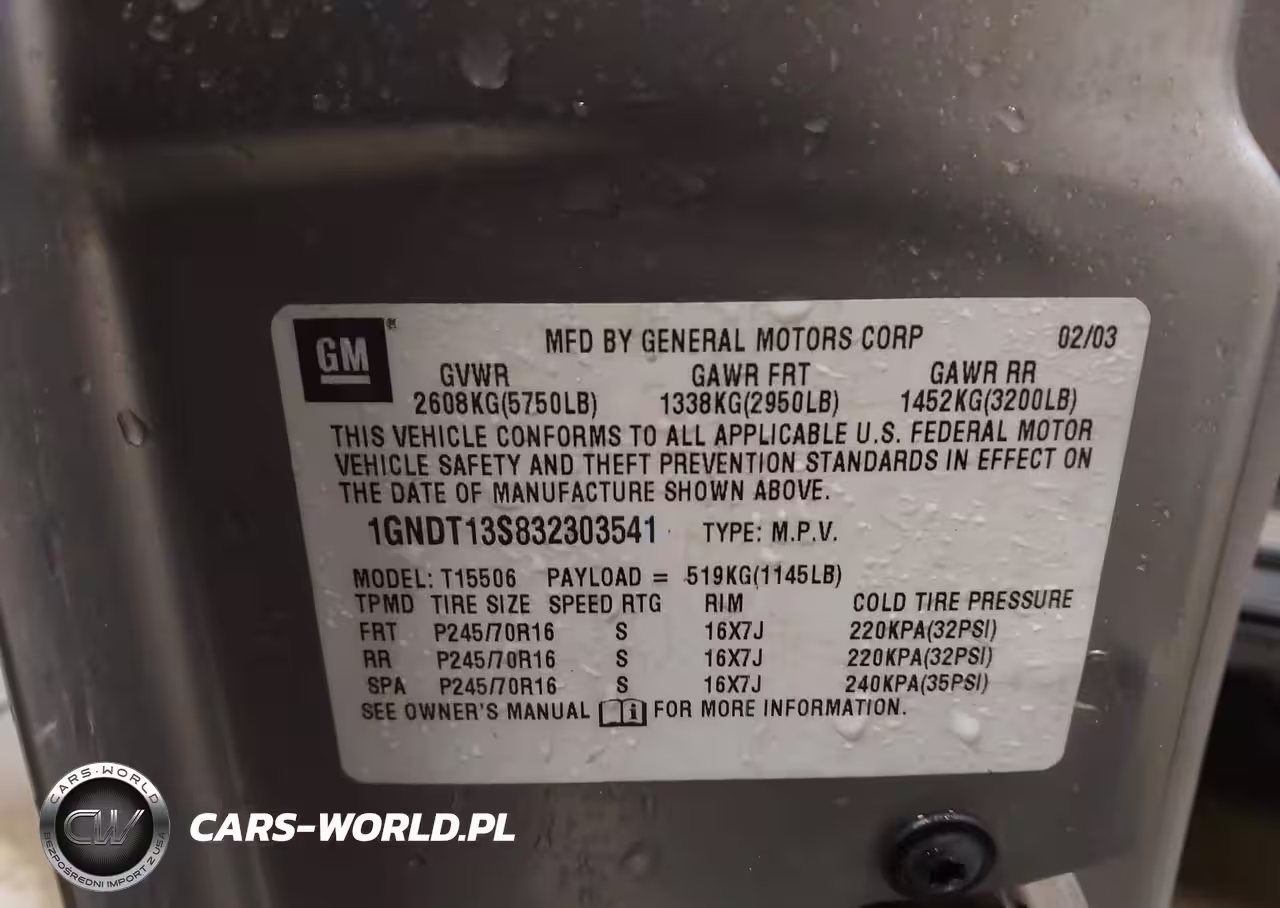 GM®
MFD BY GENERAL MOTORS CORP 02/03
GVWR GAWR FRT GAWR RR
2608KG(5750LB) 1338KG(2950LB) 1452KG(3200LB)
THIS VEHICLE CONFORMS TO ALL APPLICABLE U.S. FEDERAL MOTOR
VEHICLE SAFETY AND THEFT PREVENTION STANDARDS IN EFFECT ON
THE DATE OF MANUFACTURE SHOWN ABOVE.
1GNDT13S832303541 TYPE: M.P.V.
MODEL: T15506 PAYLOAD = 519KG(1145LB)
TPMD TIRE SIZE SPEED RTG RIM COLD TIRE PRESSURE
FRT P245/70R16 S 16X7J 220KPA(32PSI)
RR P245/70R16 S 16X7J 220KPA(32PSI)
SPA P245/70R16 S 16X7J 240KPA(35PSI)
SEE OWNER'S MANUAL i FOR MORE INFORMATION.
CARS-WORLD
CW
BEZPOŚREDNI IMPORT Z USA
CARS-WORLD.PL